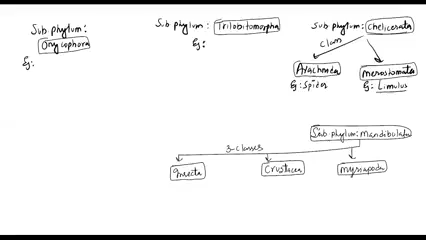 Sub phylum:
Onycophora
Eg:
Sub phylum: Trilobitomorpha
Eg:
Sub phylum: Chelicerata
Class
Arachnida
Eg: Spider
merostomata
Eg: Limulus
Sub phylum: mandibulata
3-classes
Insecta
Crustacea
myriapoda